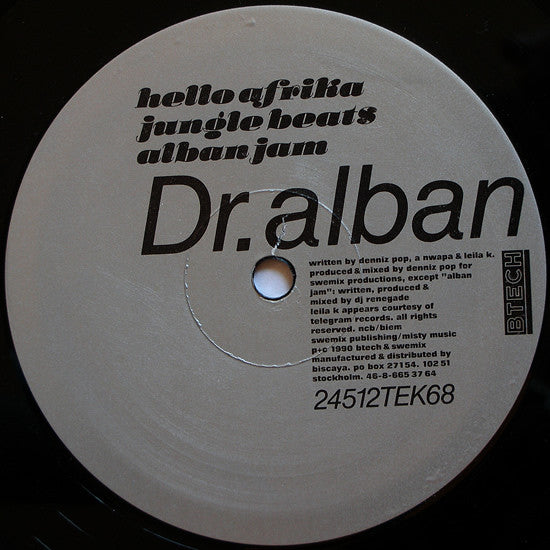 hello afrika
jungle beats
alban jam
Dr. alban
written by denniz pop, a nwapa & leila k.
produced & mixed by denniz pop for
swemix productions, except "alban
jam": written, produced &
mixed by dj renegade
leila k appears courtesy of
telegram records. all rights
reserved. ncb/biem
swemix publishing/misty music
p+c 1990 btech & swemix
manufactured & distributed by
biscaya. po box 27154. 102 51
stockholm. 46-8-665 37 64
BTECH
24512TEK68